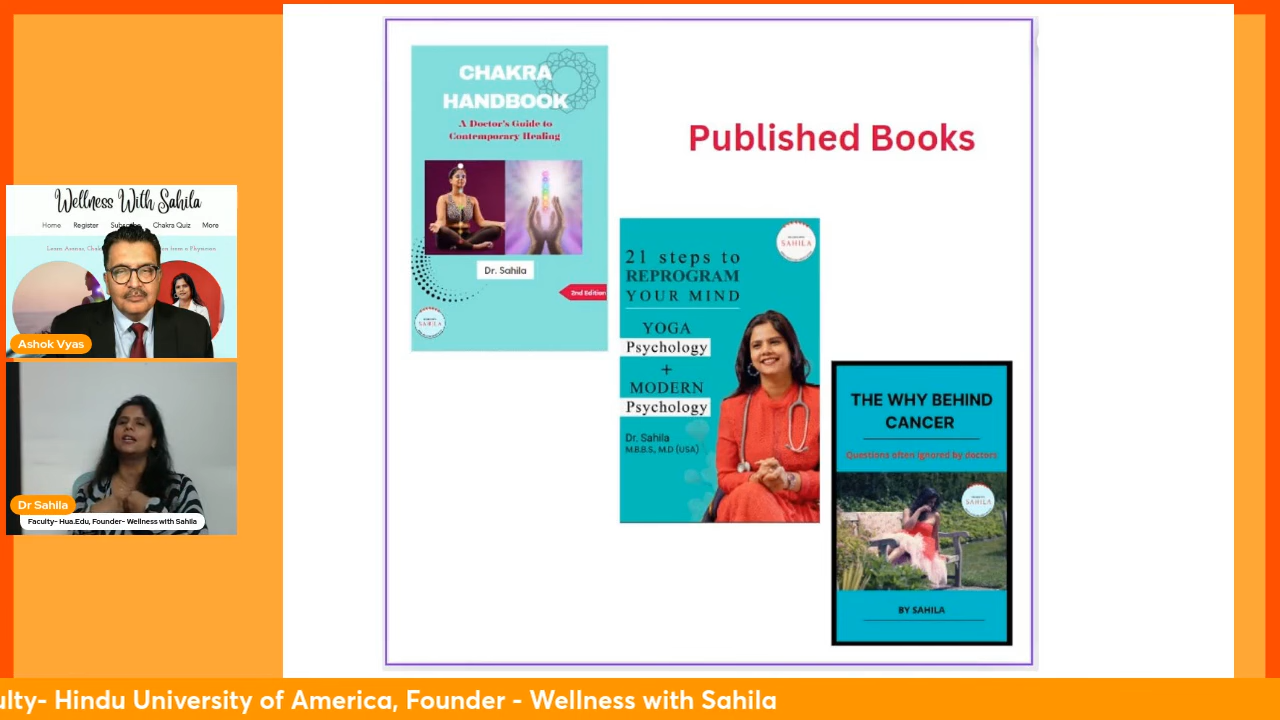 Wellness With Sahila
Home Register Chakra Quiz More
Ashok Vyas
Dr Sahila
Faculty- Hua.Edu, Founder- Wellness with Sahila
Published Books
CHAKRA
HANDBOOK
A Doctor's Guide to
Contemporary Healing
Dr. Sahila
2nd Edition
SAHILA
SAHILA
21 steps to
REPROGRAM
YOUR MIND
YOGA
Psychology
+
MODERN
Psychology
Dr. Sahila
M.B.B.S, M.D (USA)
THE WHY BEHIND
CANCER
Questions often ignored by doctors
SAHILA
BY SAHILA
ulty- Hindu University of America, Founder - Wellness with Sahila